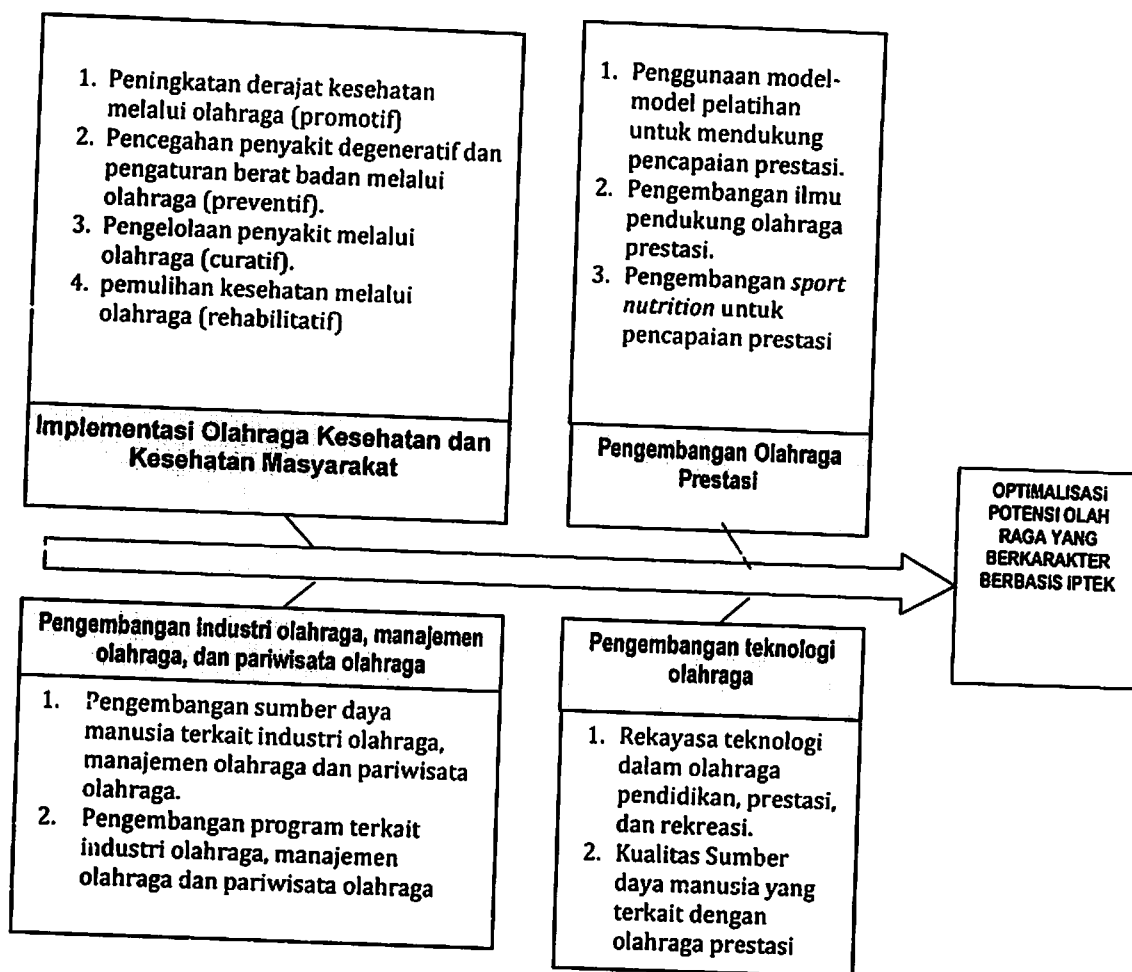 1. Peningkatan derajat kesehatan
melalui olahraga (promotif)
2. Pencegahan penyakit degeneratif dan
pengaturan berat badan melalui
olahraga (preventif).
3. Pengelolaan penyakit melalui
olahraga (curatif).
4. pemulihan kesehatan melalui
olahraga (rehabilitatif)
Implementasi Olahraga Kesehatan dan
Kesehatan Masyarakat
1. Penggunaan model-
model pelatihan
untuk mendukung
pencapaian prestasi.
2. Pengembangan ilmu
pendukung olahraga
prestasi.
3. Pengembangan sport
nutrition untuk
pencapaian prestasi
Pengembangan Olahraga
Prestasi
OPTIMALISASI
POTENSI OLAH
RAGA YANG
BERKARAKTER
BERBASIS IPTEK
Pengembangan industri olahraga, manajemen
olahraga, dan pariwisata olahraga
1. Pengembangan sumber daya
manusia terkait industri olahraga,
manajemen olahraga dan pariwisata
olahraga.
2. Pengembangan program terkait
industri olahraga, manajemen
olahraga dan pariwisata olahraga
Pengembangan teknologi
olahraga
1. Rekayasa teknologi
dalam olahraga
pendidikan, prestasi,
dan rekreasi.
2. Kualitas Sumber
daya manusia yang
terkait dengan
olahraga prestasi